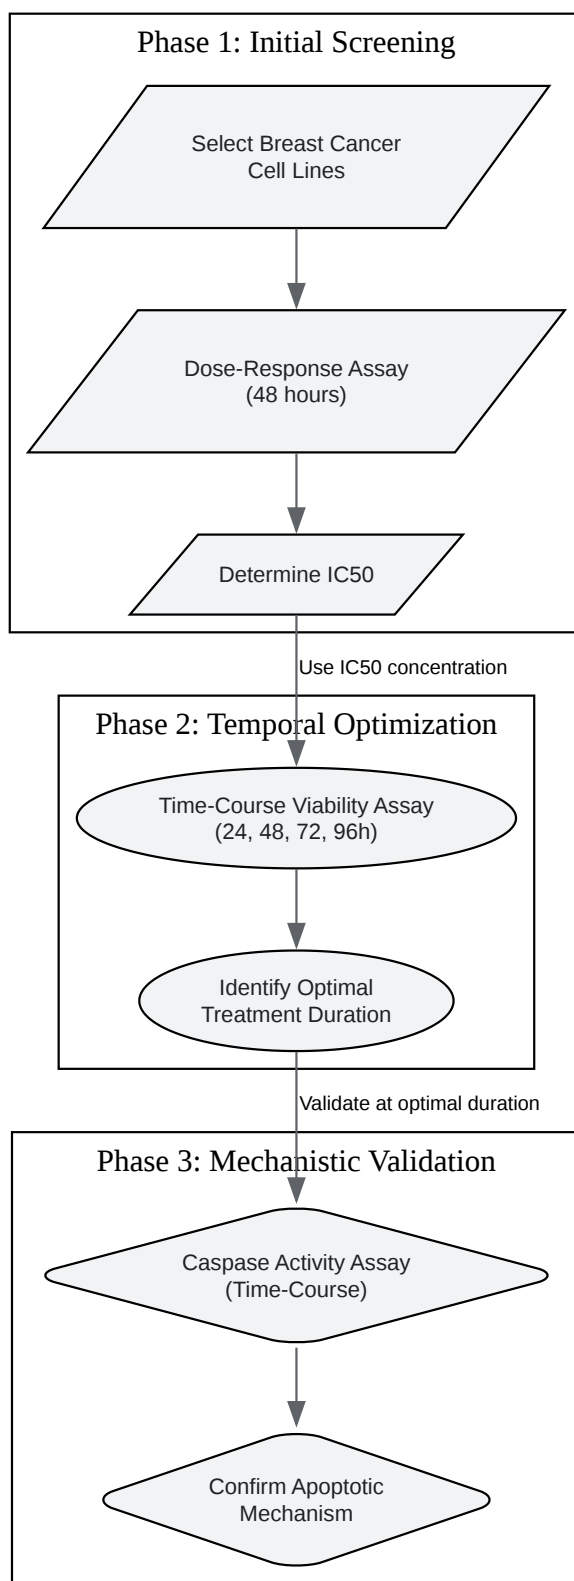 Phase 1: Initial Screening
Select Breast Cancer
Cell Lines
Dose-Response Assay
(48 hours)
Determine IC50
Use IC50 concentration
Phase 2: Temporal Optimization
Time-Course Viability Assay
(24, 48, 72, 96h)
Identify Optimal
Treatment Duration
Validate at optimal duration
Phase 3: Mechanistic Validation
Caspase Activity Assay
(Time-Course)
Confirm Apoptotic
Mechanism